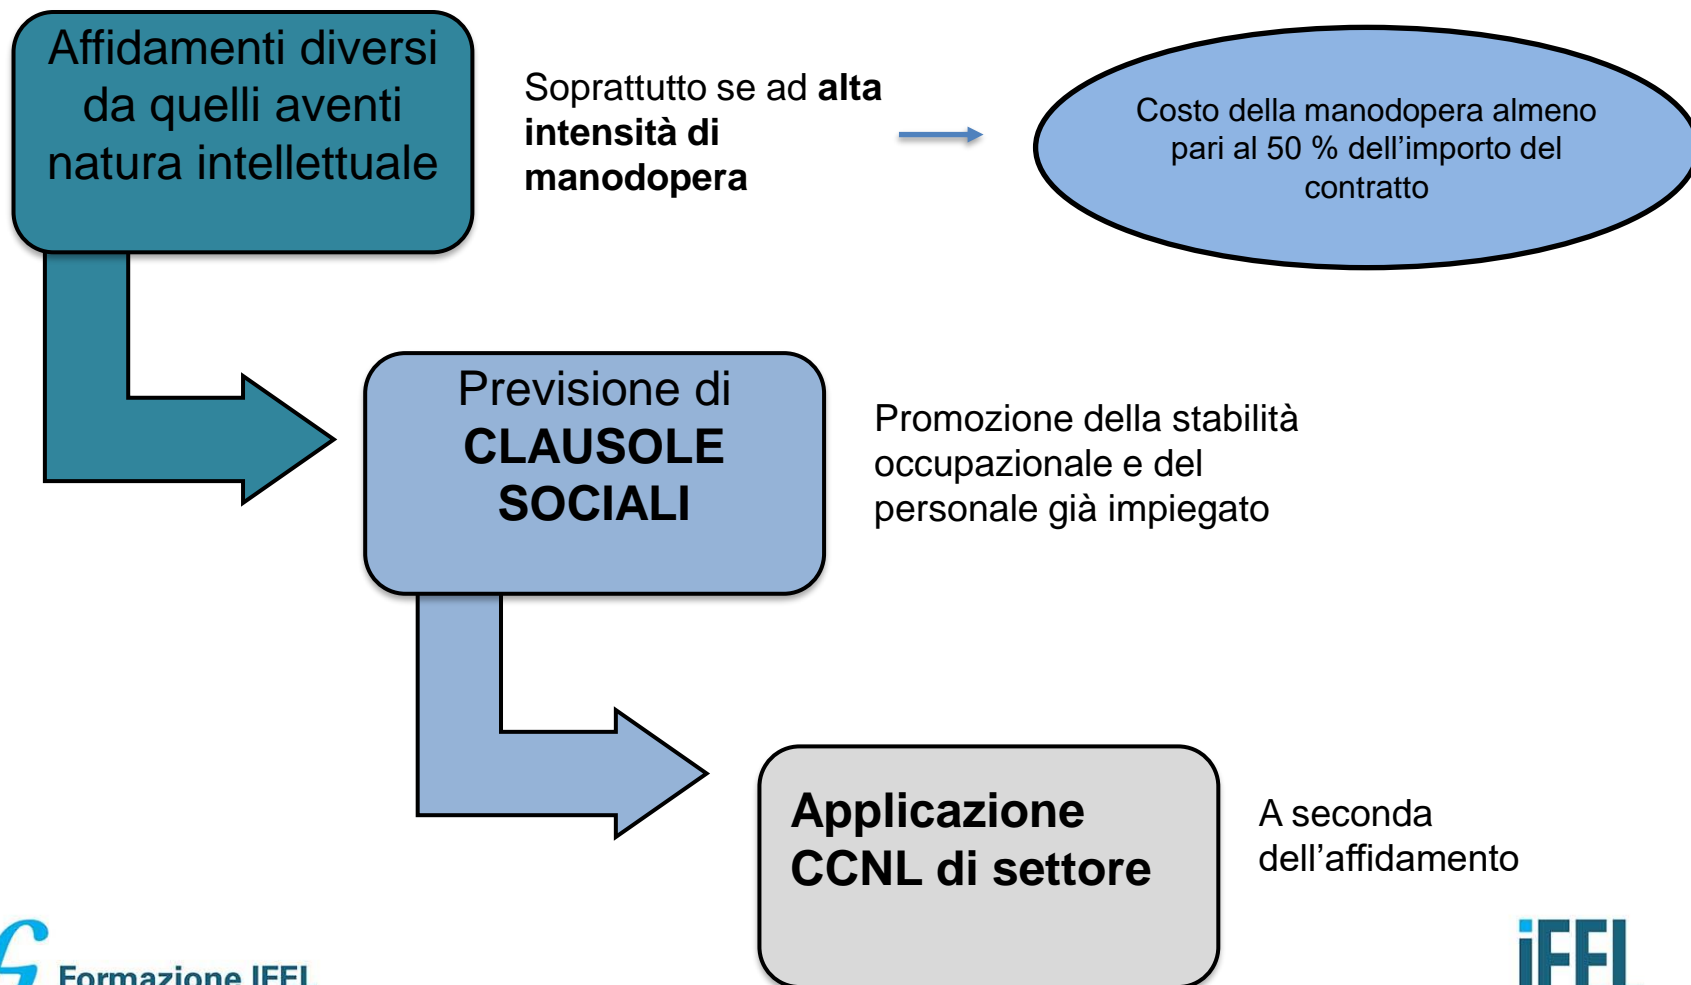 Affidamenti diversi
da quelli aventi
natura intellettuale
Soprattutto se ad alta
intensità di
manodopera
Costo della manodopera almeno
pari al 50 % dell’importo del
contratto
Previsione di
CLAUSOLE
SOCIALI
Promozione della stabilità
occupazionale e del
personale già impiegato
Applicazione
CCNL di settore
A seconda
dell’affidamento
Formazione IFEL
iFEL